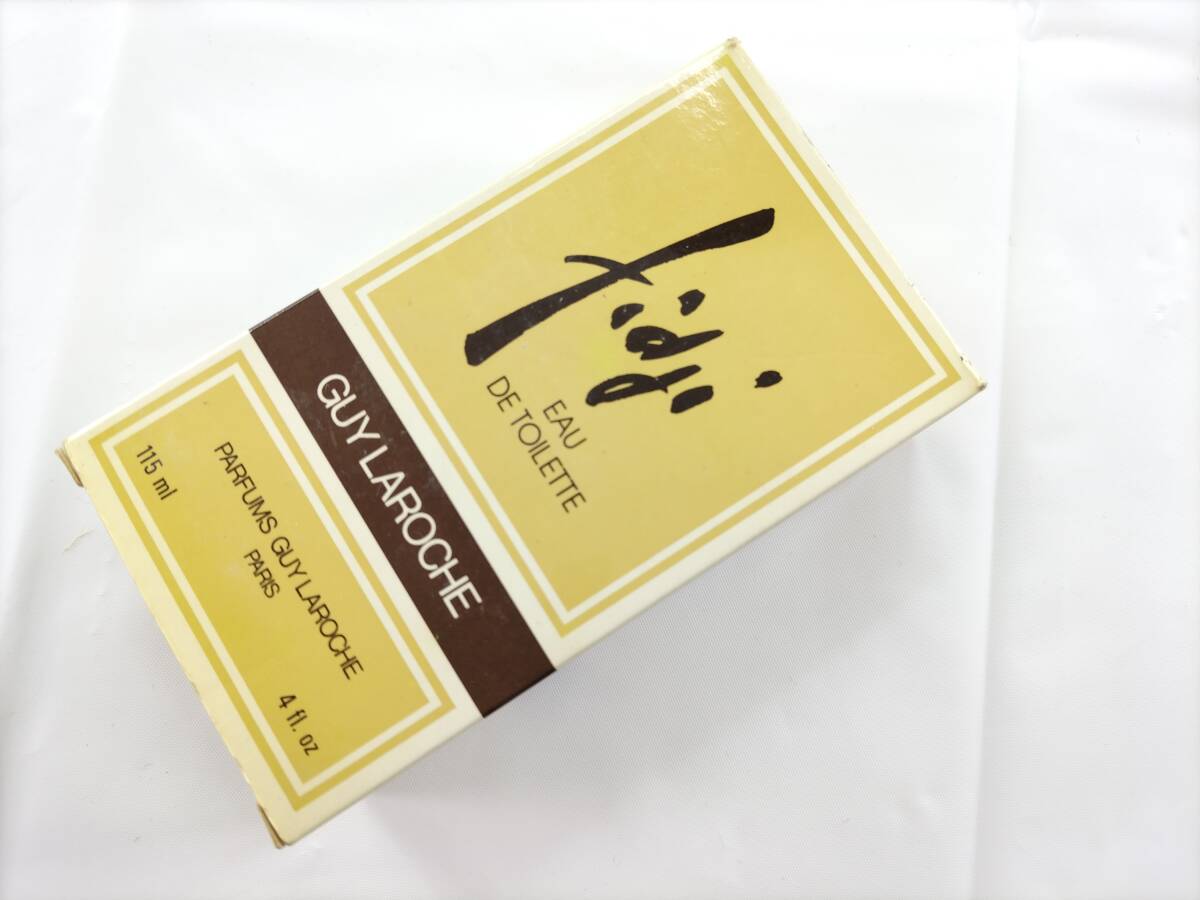 fidji
EAU
DE TOILETTE
GUY LAROCHE
PARFUMS GUY LAROCHE
PARIS
115 ml 4 fl. oz